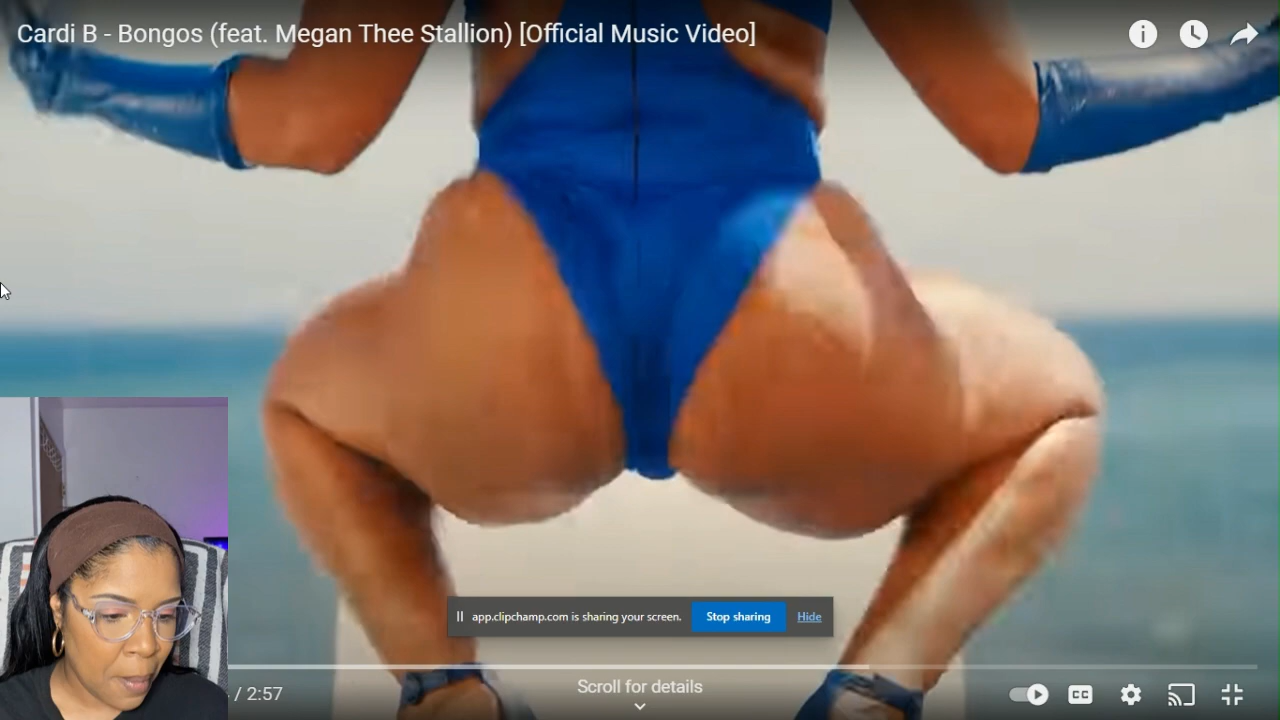 Cardi B - Bongos (feat. Megan Thee Stallion) [Official Music Video]
app.clipchamp.com is sharing your screen. Stop sharing Hide
/ 2:57
Scroll for details
CC